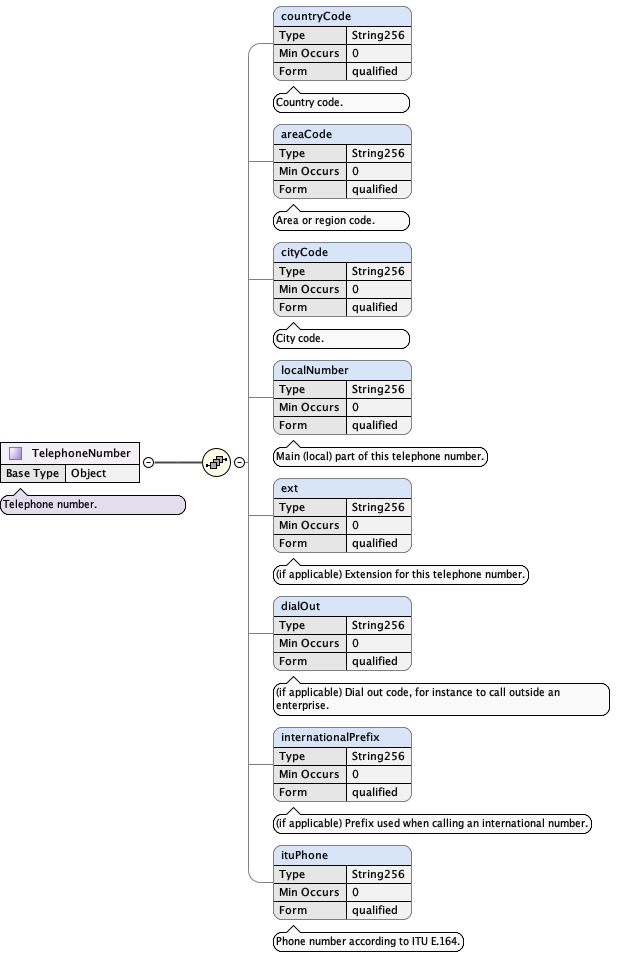 countryCode
Type String256
Min Occurs 0
Form qualified
Country code.
areaCode
Type String256
Min Occurs 0
Form qualified
Area or region code.
cityCode
Type String256
Min Occurs 0
Form qualified
City code.
localNumber
Type String256
Min Occurs 0
Form qualified
Main (local) part of this telephone number.
TelephoneNumber
Base Type Object
Telephone number.
ext
Type String256
Min Occurs 0
Form qualified
(if applicable) Extension for this telephone number.
dialOut
Type String256
Min Occurs 0
Form qualified
(if applicable) Dial out code, for instance to call outside an
enterprise.
internationalPrefix
Type String256
Min Occurs 0
Form qualified
(if applicable) Prefix used when calling an international number.
ituPhone
Type String256
Min Occurs 0
Form qualified
Phone number according to ITU E.164.